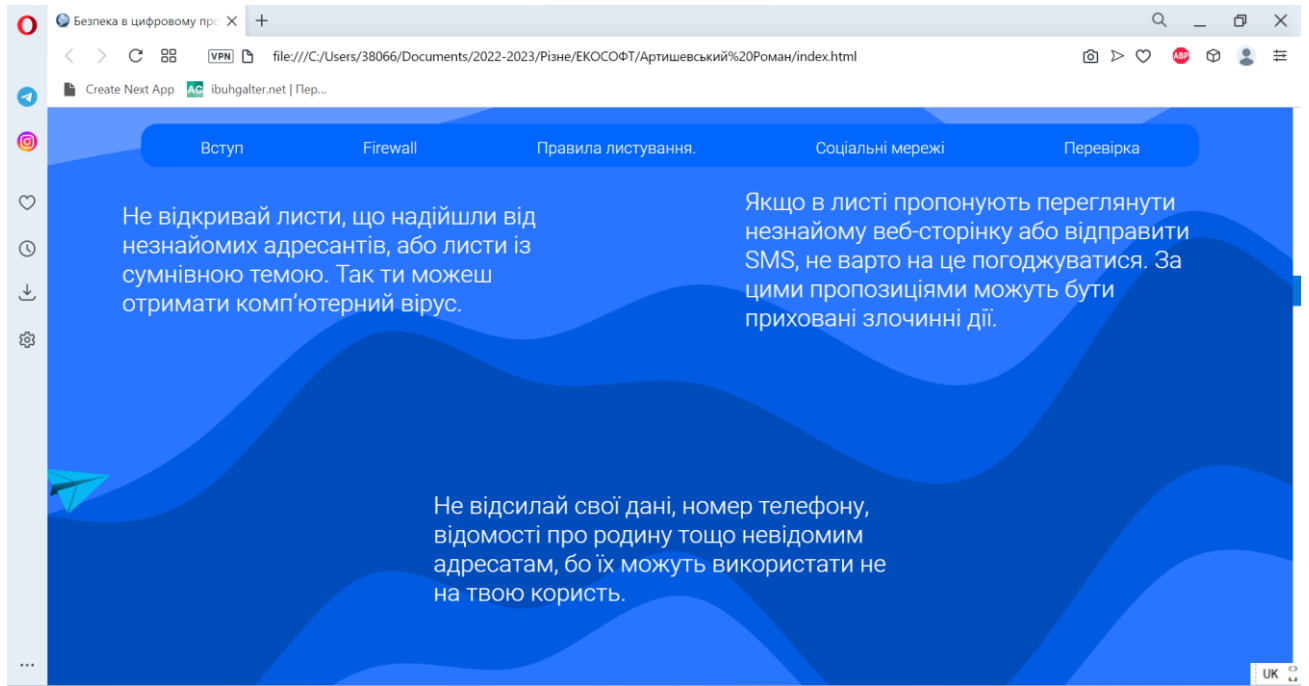 Безпека в цифровому про
VPN
file:///C:/Users/38066/Documents/2022-2023/Різне/ЕКОСОФТ/Артишевський%20Роман/index.html
ABP
Create Next App
AC ibuhgalter.net | Пер...
Вступ
Firewall
Правила листування.
Соціальні мережі
Перевірка
Не відкривай листи, що надійшли від
незнайомих адресантів, або листи із
сумнівною темою. Так ти можеш
отримати комп’ютерний вірус.
Якщо в листі пропонують переглянути
незнайому веб-сторінку або відправити
SMS, не варто на це погоджуватися. За
цими пропозиціями можуть бути
приховані злочинні дії.
Не відсилай свої дані, номер телефону,
відомості про родину тощо невідомим
адресатам, бо їх можуть використати не
на твою користь.
UK